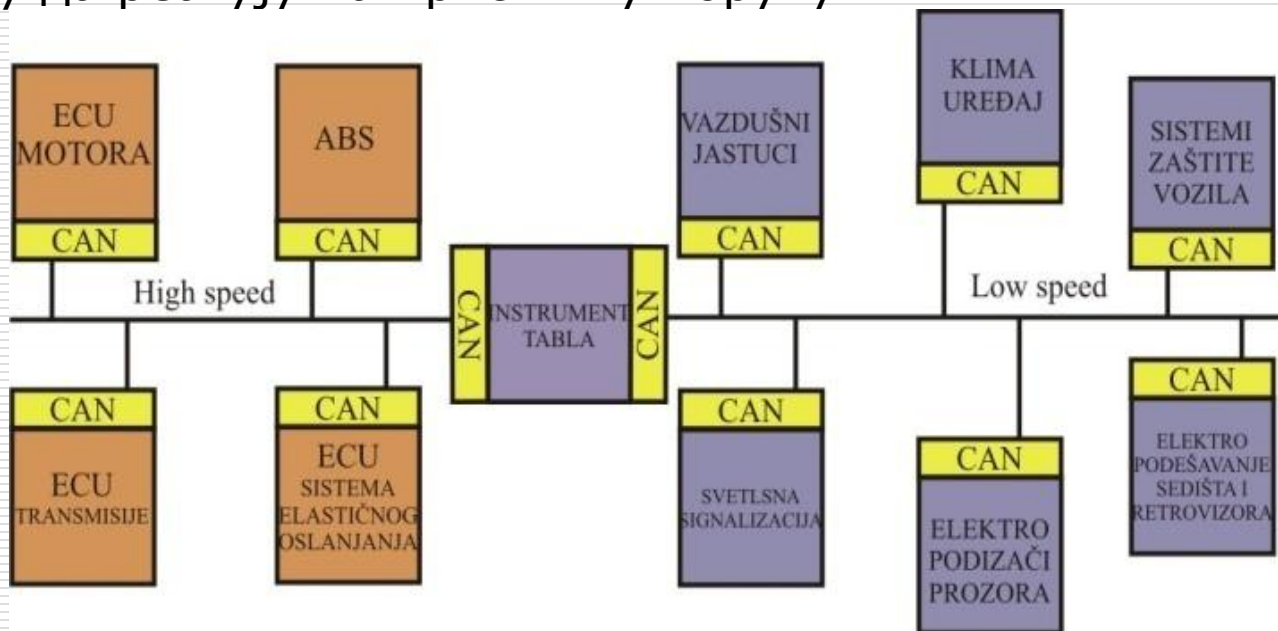 ECU
MOTORA
CAN
ABS
CAN
VAZDUŠNI
JASTUCI
CAN
KLIMA
UREĐAJ
CAN
SISTEMI
ZAŠTITE
VOZILA
CAN
High speed
Low speed
CAN
INSTRUMENT
TABLA
CAN
CAN
ECU
TRANSMISIJE
CAN
ECU
SISTEMA
ELASTIČNOG
OSLANJANJA
CAN
SVETLSNA
SIGNALIZACIJA
CAN
ELEKTRO
PODIZAČI
PROZORA
CAN
ELEKTRO
PODEŠAVANJE
SEDIŠTA I
RETROVIZORA